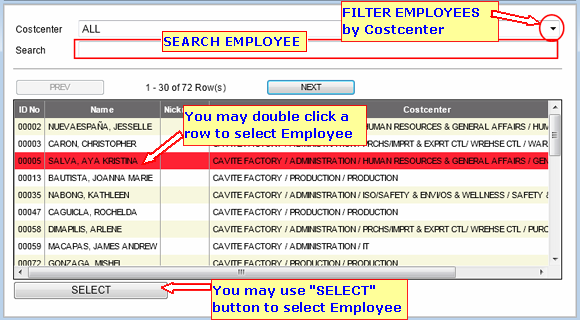 FILTER EMPLOYEES
by Costcenter
Costcenter ALL
Search SEARCH EMPLOYEE
PREV 1 - 30 of 72 Row(s) NEXT
ID No Name Nick Costcenter
00002 NUEVAESPAÑA, JESSELLE / HUMAN RESOURCES & GENERAL AFFAIRS / HUM
You may double click a
row to select Employee
00003 CARON, CHRISTOPHER PRCHS/IMPRT & EXPRT CTL/ WREHSE CTL / WAR
00005 SALVA, AYA KRISTINA CAVITE FACTORY / ADMINISTRATION / HUMAN RESOURCES & GENERAL AFFAIRS / GEN
00013 BAUTISTA, JOANNA MARIE CAVITE FACTORY / PRODUCTION / PRODUCTION
00035 NABONG, KATHLEEN CAVITE FACTORY / ADMINISTRATION / ISO/SAFETY & ENVI/OS & WELLNESS / SAFETY &
00047 CAGUICLA, ROCHELDA CAVITE FACTORY / PRODUCTION / PRODUCTION
00058 DIMAPILIS, ARLENE CAVITE FACTORY / ADMINISTRATION / PRCHS/IMPRT & EXPRT CTL/ WREHSE CTL / PURC
00059 MACAPAS, JAMES ANDREW CAVITE FACTORY / ADMINISTRATION / IT
00072 GONZAGA, MISHEL CAVITE FACTORY / PRODUCTION / PRODUCTION
SELECT
You may use "SELECT"
button to select Employee